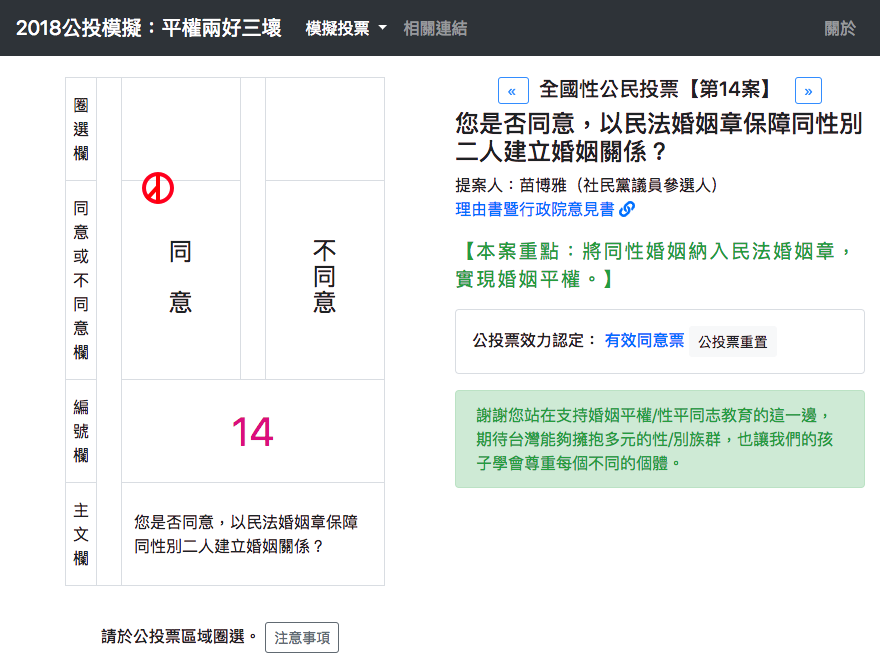 2018公投模擬：平權兩好三壞 模擬投票 相關連結 關於
圈選欄
同意或不同意欄
同意
不同意
編號欄
14
主文欄
您是否同意，以民法婚姻章保障
同性別二人建立婚姻關係？
請於公投票區域圈選。 注意事項
« 全國性公民投票【第14案】 »
您是否同意，以民法婚姻章保障同性別
二人建立婚姻關係？
提案人：苗博雅（社民黨議員參選人）
理由書暨行政院意見書
【本案重點：將同性婚姻納入民法婚姻章，
實現婚姻平權。】
公投票效力認定： 有效同意票 公投票重置
謝謝您站在支持婚姻平權/性平同志教育的這一邊，
期待台灣能夠擁抱多元的性/別族群，也讓我們的孩
子學會尊重每個不同的個體。